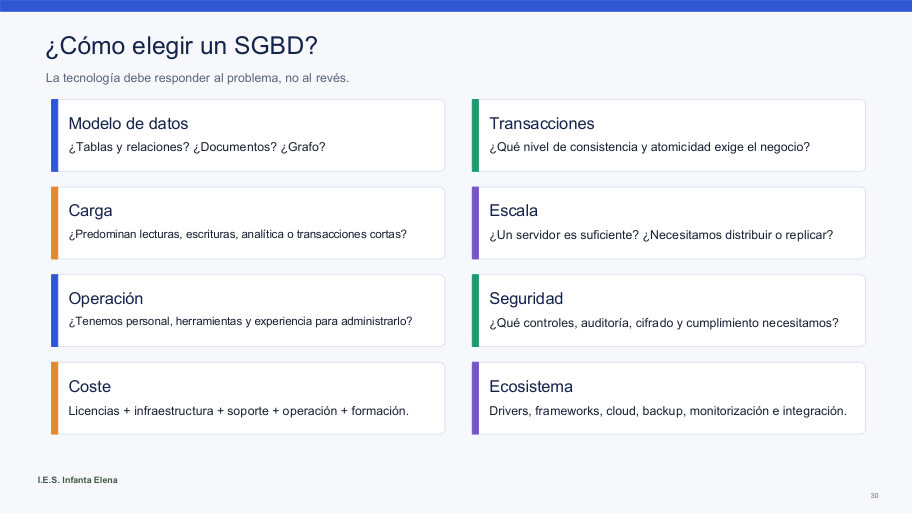 ¿Cómo elegir un SGBD?
La tecnología debe responder al problema, no al revés.
Modelo de datos
¿Tablas y relaciones? ¿Documentos? ¿Grafo?
Transacciones
¿Qué nivel de consistencia y atomicidad exige el negocio?
Carga
¿Predominan lecturas, escrituras, analítica o transacciones cortas?
Escala
¿Un servidor es suficiente? ¿Necesitamos distribuir o replicar?
Operación
¿Tenemos personal, herramientas y experiencia para administrarlo?
Seguridad
¿Qué controles, auditoría, cifrado y cumplimiento necesitamos?
Coste
Licencias + infraestructura + soporte + operación + formación.
Ecosistema
Drivers, frameworks, cloud, backup, monitorización e integración.
I.E.S. Infanta Elena
30